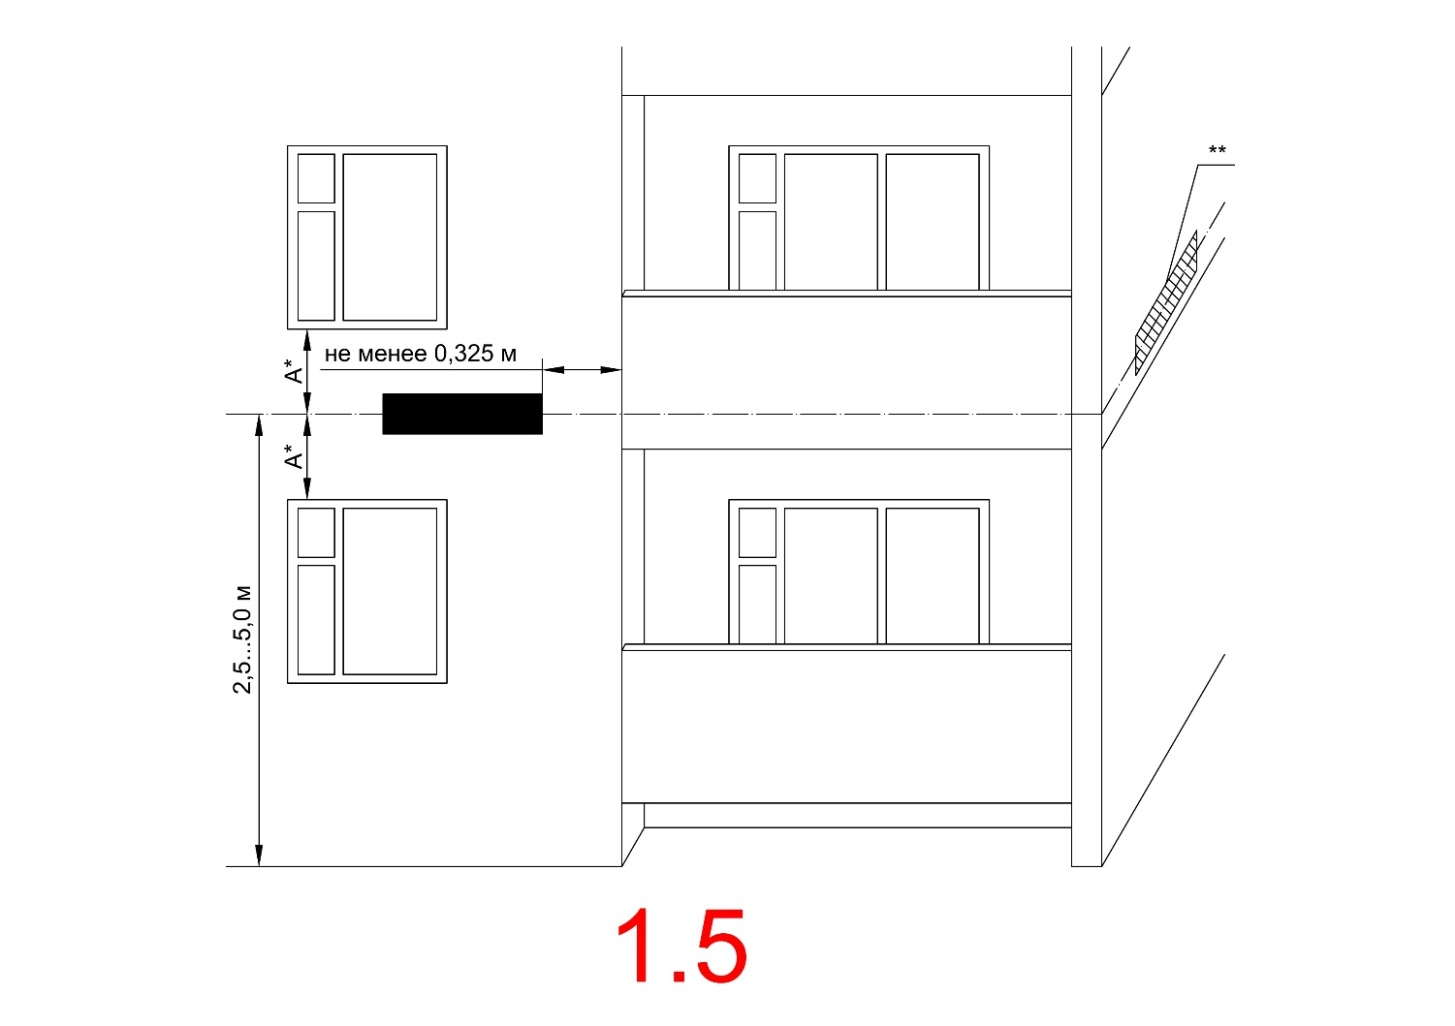 **
не менее 0,325 м
А*
А*
2,5...5,0 м
1.5